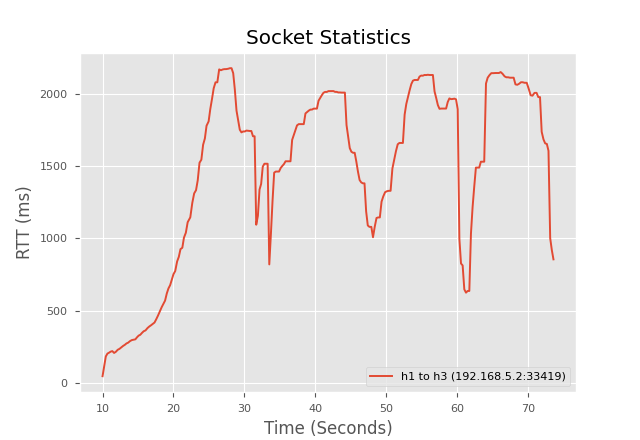 Socket Statistics
RTT (ms)
2000
1500
1000
500
0
h1 to h3 (192.168.5.2:33419)
10 20 30 40 50 60 70
Time (Seconds)